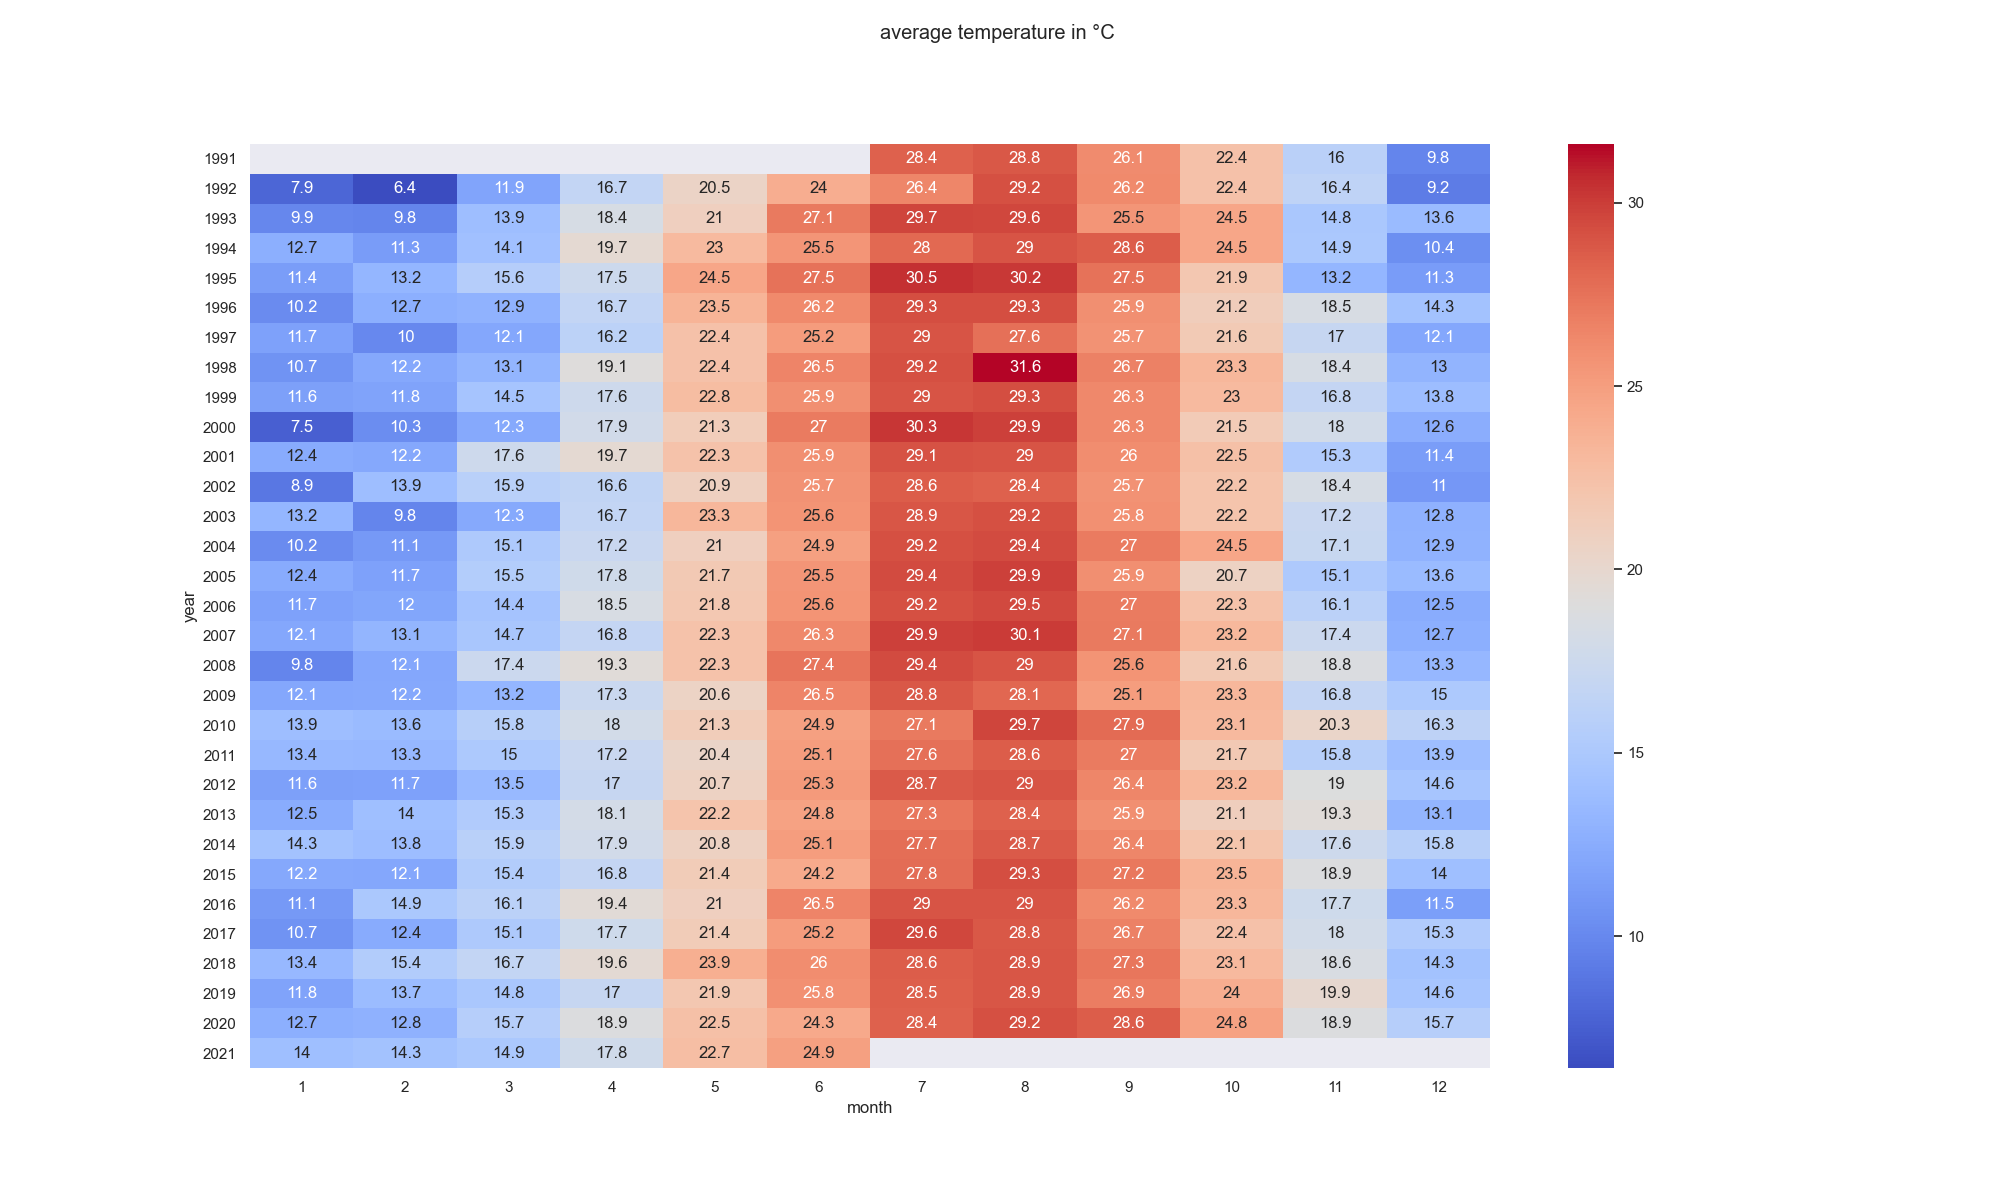 average temperature in °C
1991 28.4 28.8 26.1 22.4 16 9.8
1992 7.9 6.4 11.9 16.7 20.5 24 26.4 29.2 26.2 22.4 16.4 9.2
1993 9.9 9.8 13.9 18.4 21 27.1 29.7 29.6 25.5 24.5 14.8 13.6
1994 12.7 11.3 14.1 19.7 23 25.5 28 29 28.6 24.5 14.9 10.4
1995 11.4 13.2 15.6 17.5 24.5 27.5 30.5 30.2 27.5 21.9 13.2 11.3
1996 10.2 12.7 12.9 16.7 23.5 26.2 29.3 29.3 25.9 21.2 18.5 14.3
1997 11.7 10 12.1 16.2 22.4 25.2 29 27.6 25.7 21.6 17 12.1
1998 10.7 12.2 13.1 19.1 22.4 26.5 29.2 31.6 26.7 23.3 18.4 13
1999 11.6 11.8 14.5 17.6 22.8 25.9 29 29.3 26.3 23 16.8 13.8
2000 7.5 10.3 12.3 17.9 21.3 27 30.3 29.9 26.3 21.5 18 12.6
2001 12.4 12.2 17.6 19.7 22.3 25.9 29.1 29 26 22.5 15.3 11.4
2002 8.9 13.9 15.9 16.6 20.9 25.7 28.6 28.4 25.7 22.2 18.4 11
2003 13.2 9.8 12.3 16.7 23.3 25.6 28.9 29.2 25.8 22.2 17.2 12.8
2004 10.2 11.1 15.1 17.2 21 24.9 29.2 29.4 27 24.5 17.1 12.9
2005 12.4 11.7 15.5 17.8 21.7 25.5 29.4 29.9 25.9 20.7 15.1 13.6
2006 11.7 12 14.4 18.5 21.8 25.6 29.2 29.5 27 22.3 16.1 12.5
2007 12.1 13.1 14.7 16.8 22.3 26.3 29.9 30.1 27.1 23.2 17.4 12.7
2008 9.8 12.1 17.4 19.3 22.3 27.4 29.4 29 25.6 21.6 18.8 13.3
2009 12.1 12.2 13.2 17.3 20.6 26.5 28.8 28.1 25.1 23.3 16.8 15
2010 13.9 13.6 15.8 18 21.3 24.9 27.1 29.7 27.9 23.1 20.3 16.3
2011 13.4 13.3 15 17.2 20.4 25.1 27.6 28.6 27 21.7 15.8 13.9
2012 11.6 11.7 13.5 17 20.7 25.3 28.7 29 26.4 23.2 19 14.6
2013 12.5 14 15.3 18.1 22.2 24.8 27.3 28.4 25.9 21.1 19.3 13.1
2014 14.3 13.8 15.9 17.9 20.8 25.1 27.7 28.7 26.4 22.1 17.6 15.8
2015 12.2 12.1 15.4 16.8 21.4 24.2 27.8 29.3 27.2 23.5 18.9 14
2016 11.1 14.9 16.1 19.4 21 26.5 29 29 26.2 23.3 17.7 11.5
2017 10.7 12.4 15.1 17.7 21.4 25.2 29.6 28.8 26.7 22.4 18 15.3
2018 13.4 15.4 16.7 19.6 23.9 26 28.6 28.9 27.3 23.1 18.6 14.3
2019 11.8 13.7 14.8 17 21.9 25.8 28.5 28.9 26.9 24 19.9 14.6
2020 12.7 12.8 15.7 18.9 22.5 24.3 28.4 29.2 28.6 24.8 18.9 15.7
2021 14 14.3 14.9 17.8 22.7 24.9
1 2 3 4 5 6 7 8 9 10 11 12
month
year
30
25
20
15
10